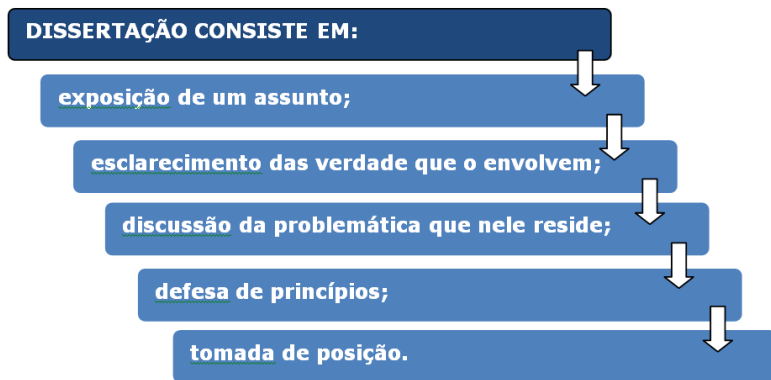 DISSERTAÇÃO CONSISTE EM:
exposição de um assunto;
esclarecimento das verdade que o envolvem;
discussão da problemática que nele reside;
defesa de princípios;
tomada de posição.